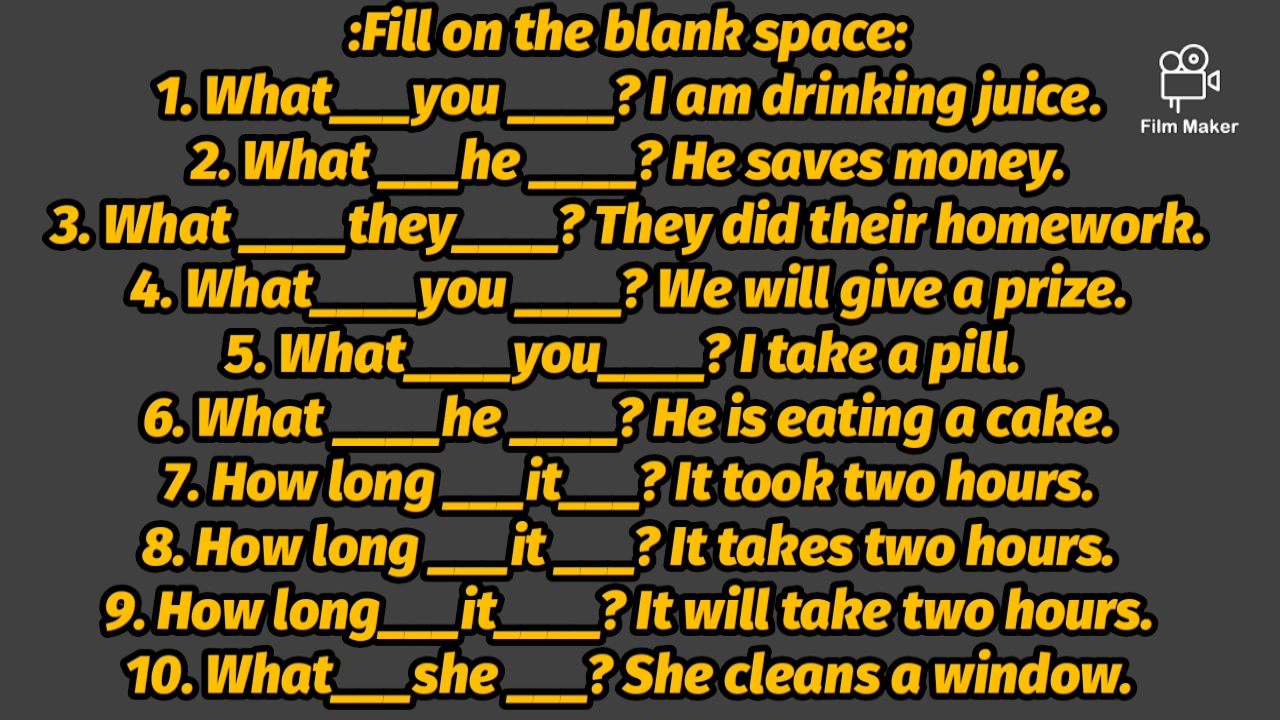 :Fill on the blank space:
1. What___you ____? I am drinking juice.
Film Maker
2. What ___he ____? He saves money.
3. What ____they____? They did their homework.
4. What____you ____? We will give a prize.
5. What____you____? I take a pill.
6. What ____he ____? He is eating a cake.
7. How long ___it___? It took two hours.
8. How long ___it ___? It takes two hours.
9. How long___it____? It will take two hours.
10. What___she ___? She cleans a window.